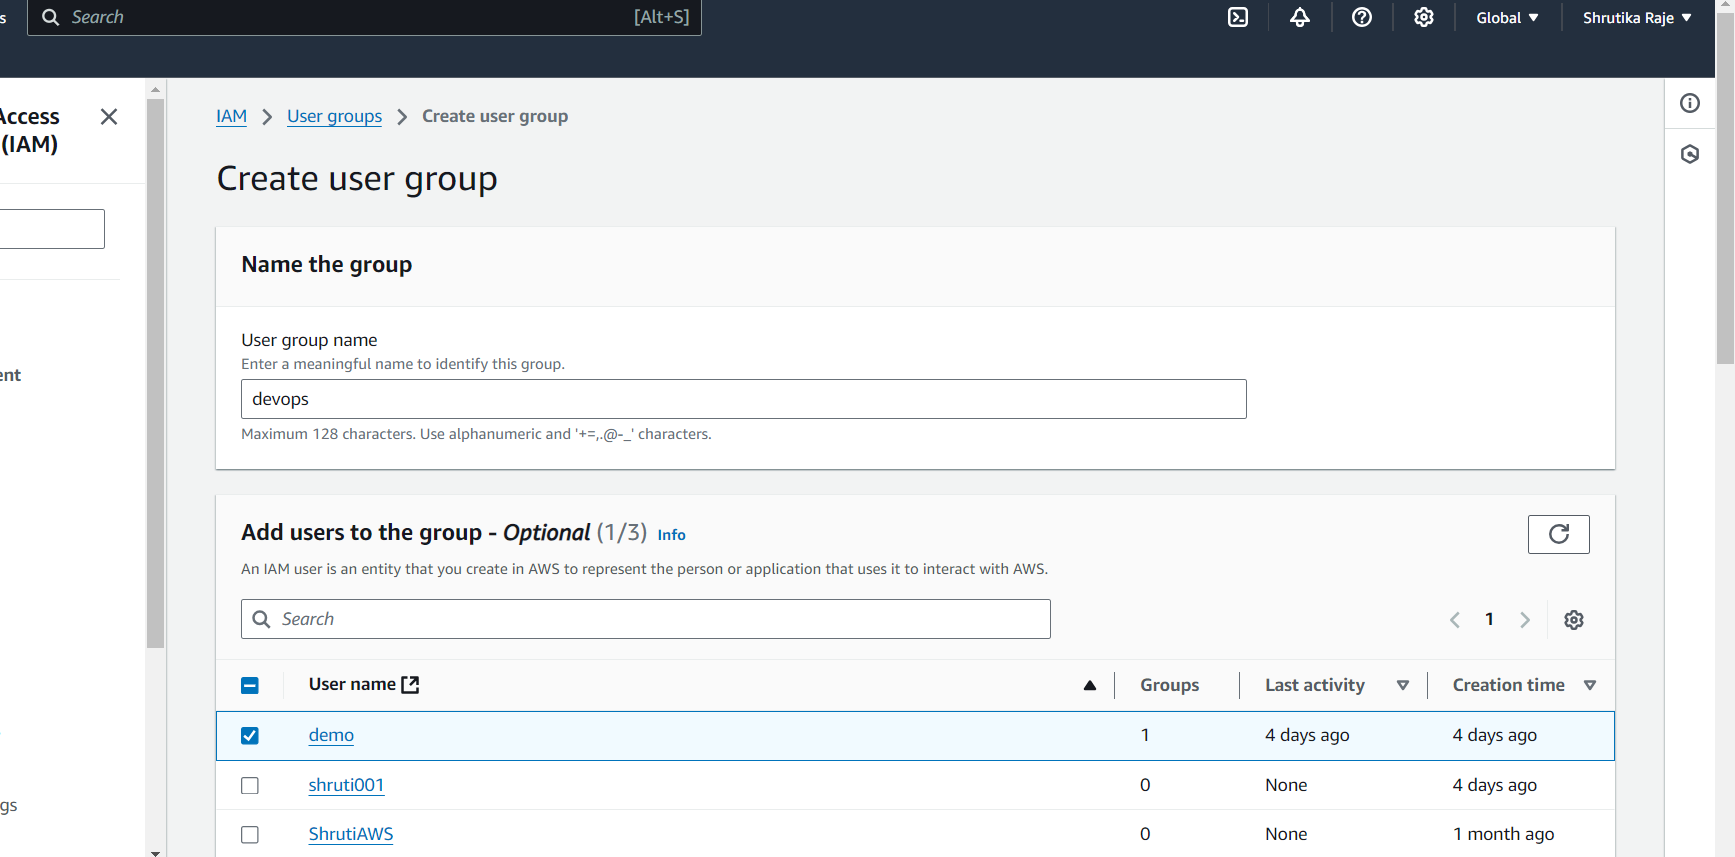 s Search [Alt+S] Global Shrutika Raje
Access
(IAM)
ent
gs
IAM > User groups > Create user group
Create user group
Name the group
User group name
Enter a meaningful name to identify this group.
devops
Maximum 128 characters. Use alphanumeric and '+=,.@-_' characters.
Add users to the group - Optional (1/3) Info
An IAM user is an entity that you create in AWS to represent the person or application that uses it to interact with AWS.
Search 1
User name Groups Last activity Creation time
demo 1 4 days ago 4 days ago
shruti001 0 None 4 days ago
ShrutiAWS 0 None 1 month ago